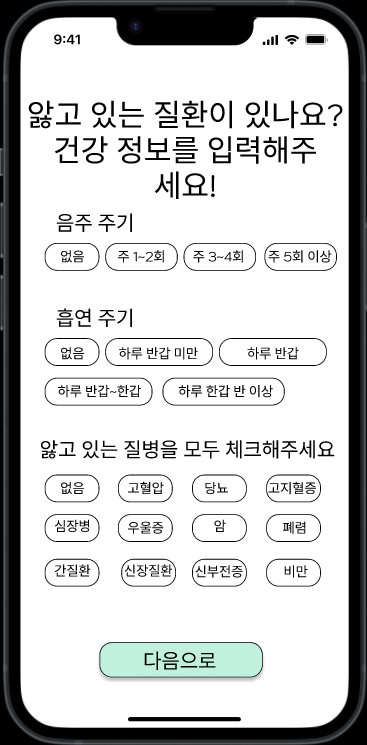 9:41
앓고 있는 질환이 있나요?
건강 정보를 입력해주
세요!
음주 주기
없음 주 1~2회 주 3~4회 주 5회 이상
흡연 주기
없음 하루 반갑 미만 하루 반갑
하루 반갑~한갑 하루 한갑 반 이상
앓고 있는 질병을 모두 체크해주세요
없음 고혈압 당뇨 고지혈증
심장병 우울증 암 폐렴
간질환 신장질환 신부전증 비만
다음으로